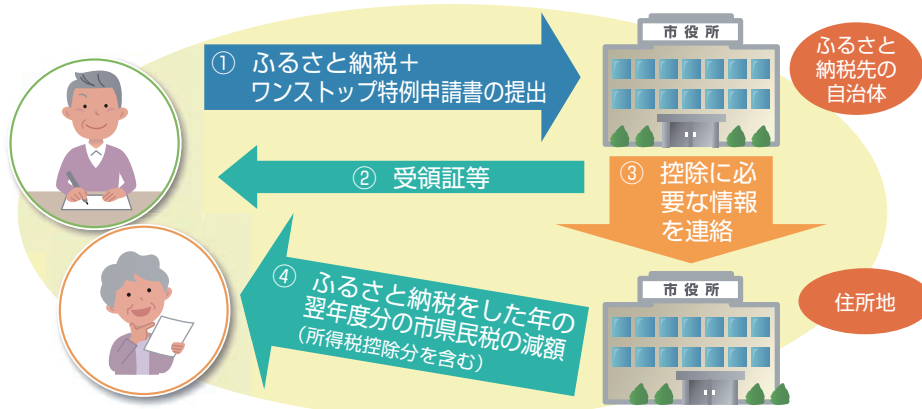 ① ふるさと納税＋
ワンストップ特例申請書の提出
市役所
ふるさと
納税先の
自治体
② 受領証等
③ 控除に必
要な情報
を連絡
④ ふるさと納税をした年の
翌年度分の市県民税の減額
(所得税控除分を含む)
市役所
住所地